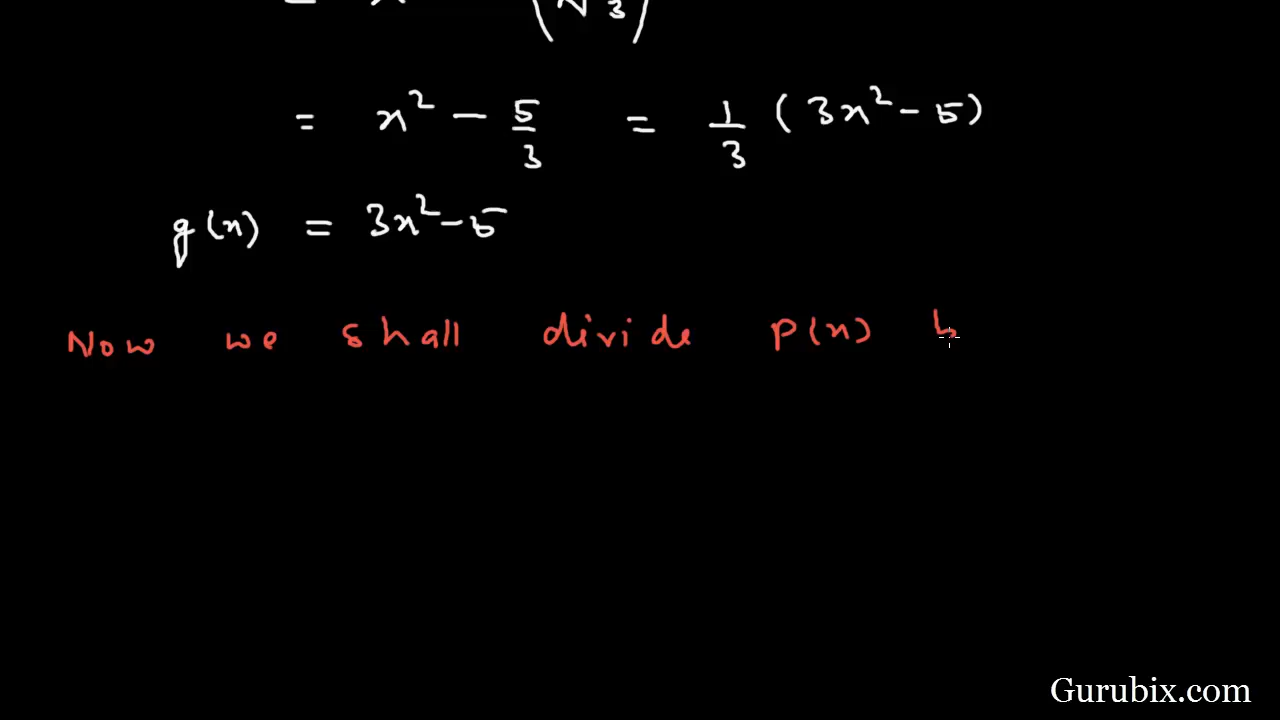 = x² - 5/3 = 1/3 (3x² - 5)
g(x) = 3x² - 5
Now we shall divide P(x) b
Gurubix.com